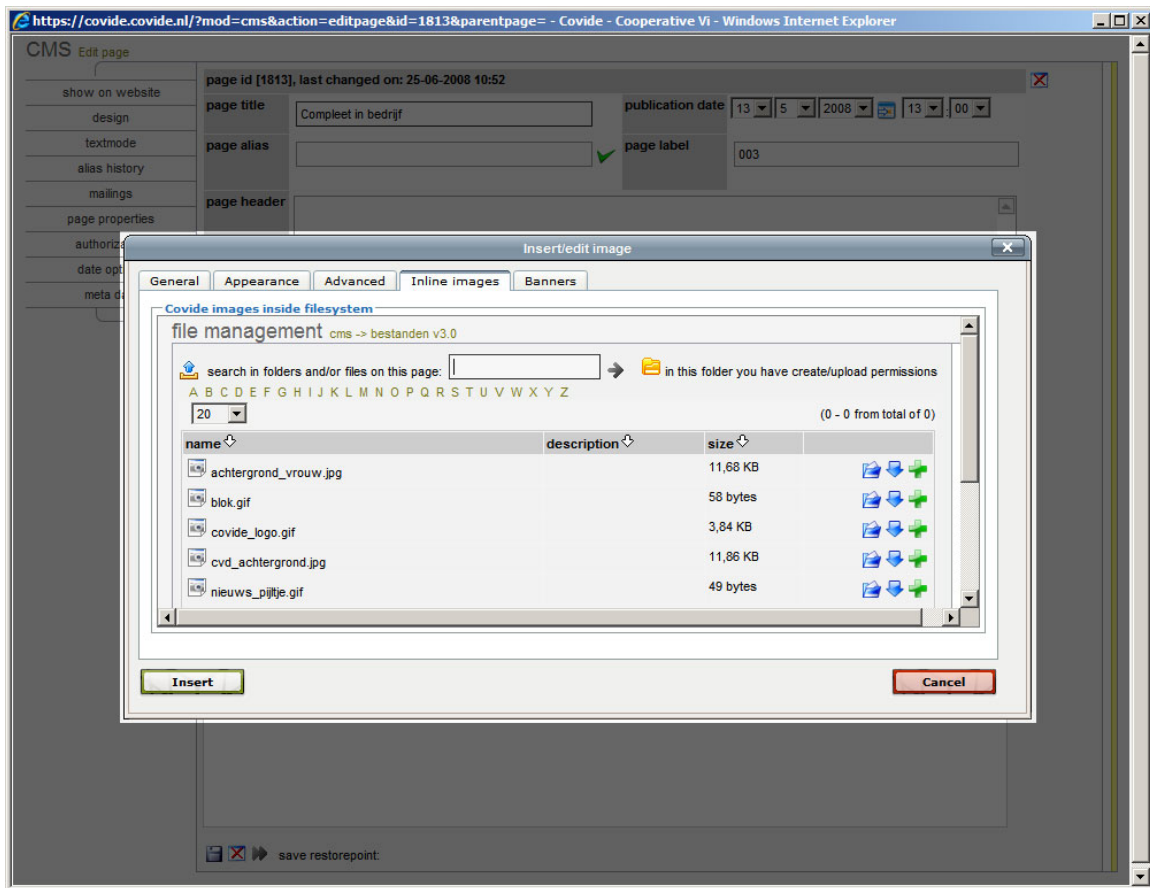 https://covide.covide.nl/?mod=cms&action=editpage&id=1813&parentpage= - Covide - Cooperative Vi - Windows Internet Explorer
CMS Edit page
page id [1813], last changed on: 25-06-2008 10:52
show on website
design
textmode
alias history
mailings
page properties
authoriza
date opt
meta da
page title
Compleet in bedrijf
publication date
13 5 2008 13 : 00
page alias
page label
003
page header
Insert/edit image
General Appearance Advanced Inline images Banners
Covide images inside filesystem
file management cms -> bestanden v3.0
search in folders and/or files on this page:
in this folder you have create/upload permissions
A B C D E F G H I J K L M N O P Q R S T U V W X Y Z
20
(0 - 0 from total of 0)
name description size
achtergrond_vrouw.jpg 11,68 KB
blok.gif 58 bytes
covide_logo.gif 3,84 KB
cvd_achtergrond.jpg 11,86 KB
nieuws_pijltje.gif 49 bytes
Insert Cancel
save restorepoint: